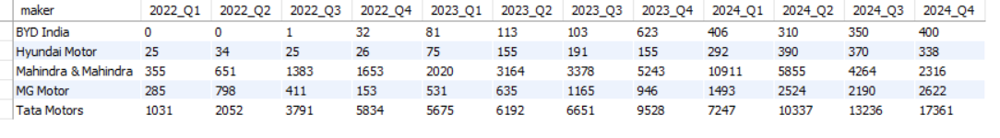 maker 2022_Q1 2022_Q2 2022_Q3 2022_Q4 2023_Q1 2023_Q2 2023_Q3 2023_Q4 2024_Q1 2024_Q2 2024_Q3 2024_Q4
BYD India 0 0 1 32 81 113 103 623 406 310 350 400
Hyundai Motor 25 34 25 26 75 155 191 155 292 390 370 338
Mahindra & Mahindra 355 651 1383 1653 2020 3164 3378 5243 10911 5855 4264 2316
MG Motor 285 798 411 153 531 635 1165 946 1493 2524 2190 2622
Tata Motors 1031 2052 3791 5834 5675 6192 6651 9528 7247 10337 13236 17361